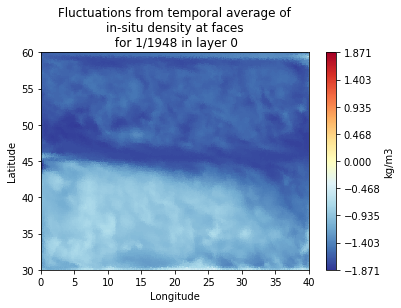 Fluctuations from temporal average of
in-situ density at faces
for 1/1948 in layer 0
60
55
50
45
40
35
30
Latitude
0 5 10 15 20 25 30 35 40
Longitude
1.871
1.403
0.935
0.468
0.000
−0.468
−0.935
−1.403
−1.871
kg/m3